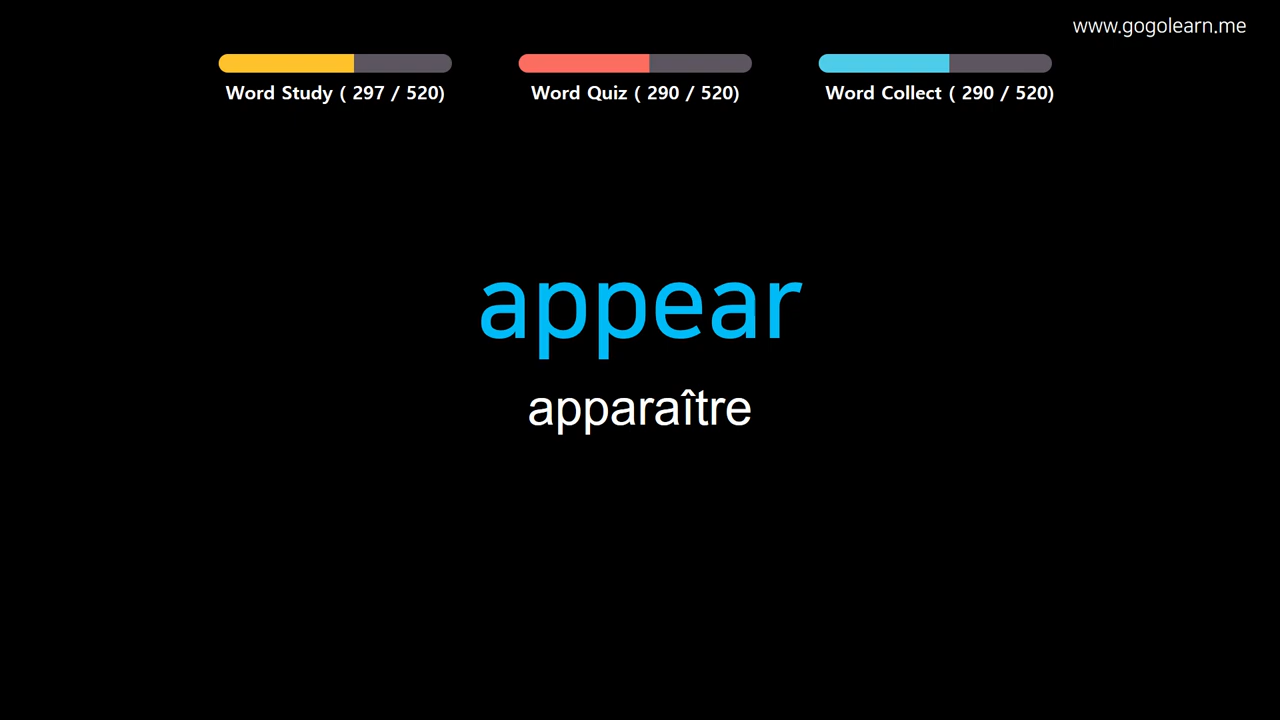 www.gogolearn.me
Word Study ( 297 / 520)
Word Quiz ( 290 / 520)
Word Collect ( 290 / 520)
appear
apparaître